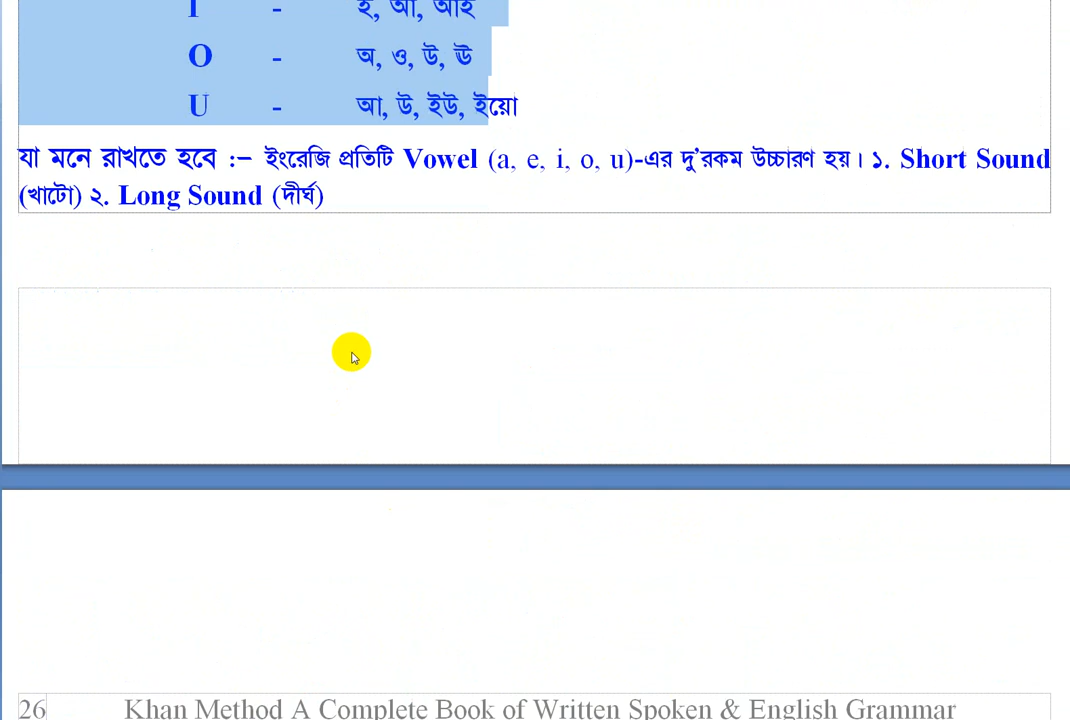 I - ই, আ, আই
O - অ, ও, উ, ঊ
U - আ, উ, ইউ, ইয়ো
যা মনে রাখতে হবে :– ইংরেজি প্রতিটি Vowel (a, e, i, o, u)-এর দু’রকম উচ্চারণ হয়। ১. Short Sound
(খাটো) ২. Long Sound (দীর্ঘ)
26 Khan Method A Complete Book of Written Spoken & English Grammar